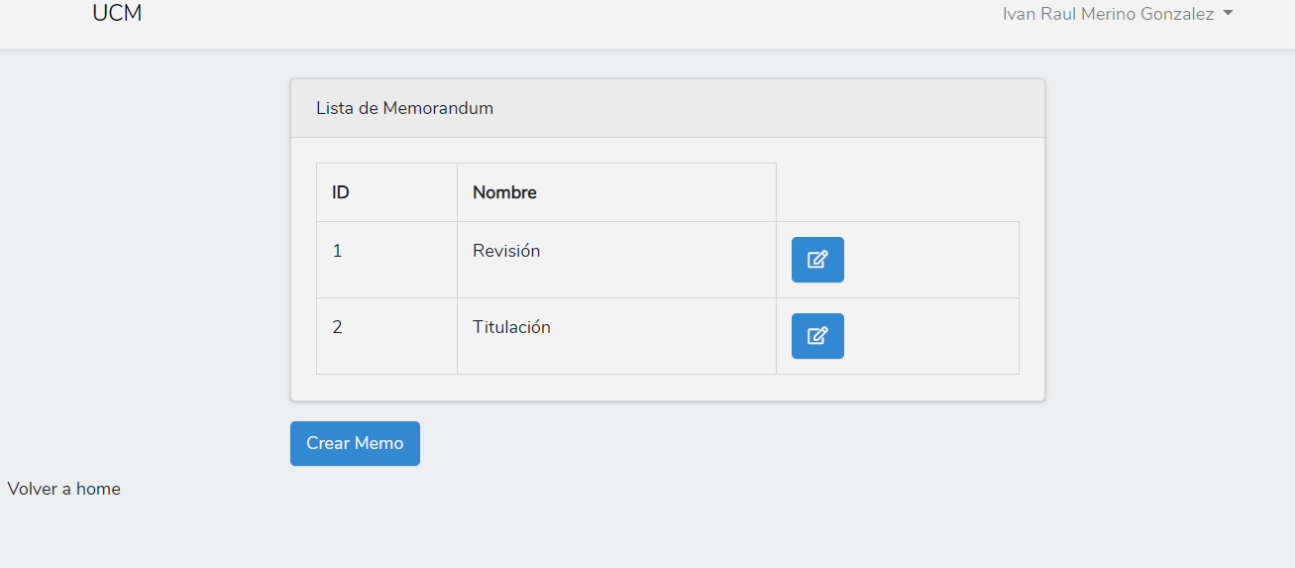 UCM
Ivan Raul Merino Gonzalez
Lista de Memorandum
ID Nombre
1 Revisión
2 Titulación
Crear Memo
Volver a home